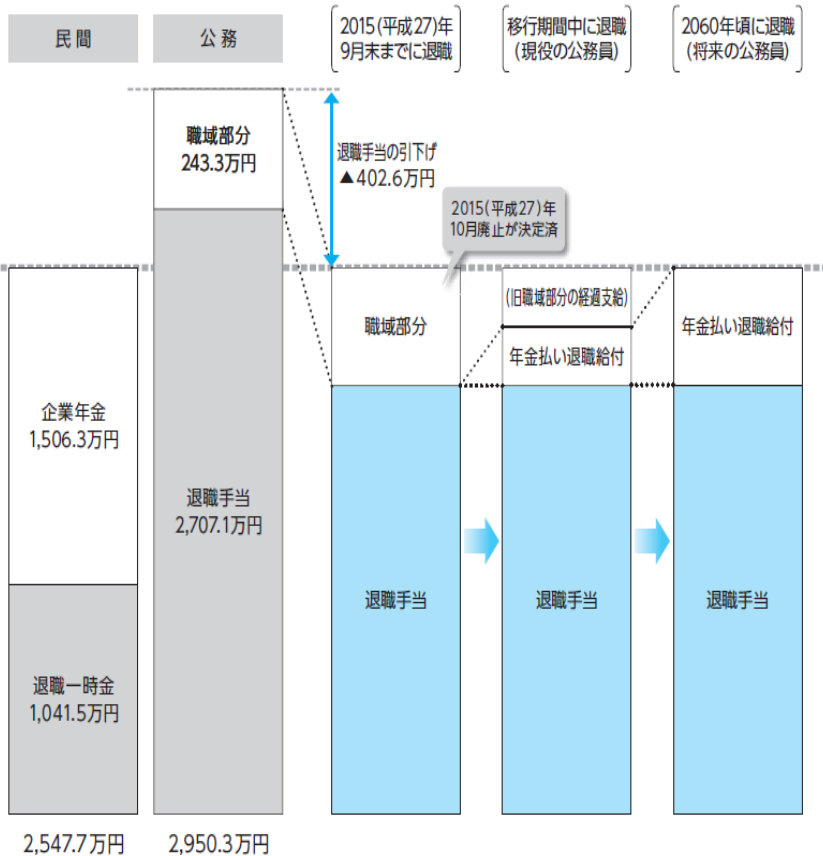 民間
公務
2015(平成27)年
9月末までに退職
移行期間中に退職
(現役の公務員)
2060年頃に退職
(将来の公務員)
職域部分
243.3万円
退職手当の引下げ
▲402.6万円
2015(平成27)年
10月廃止が決定済
職域部分
(旧職域部分の経過支給)
年金払い退職給付
年金払い退職給付
企業年金
1,506.3万円
退職手当
2,707.1万円
退職手当
退職手当
退職手当
退職一時金
1,041.5万円
2,547.7万円
2,950.3万円